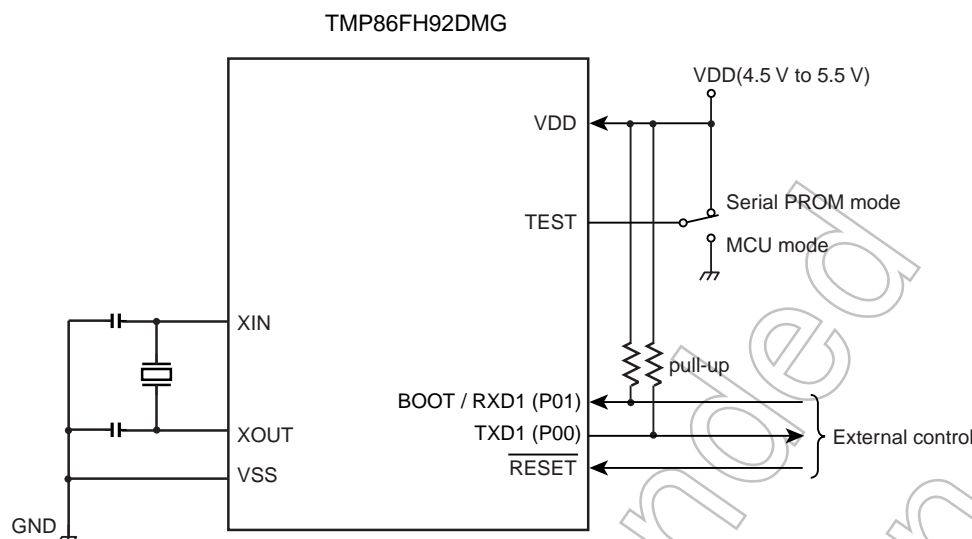 TMP86FH92DMG
VDD(4.5 V to 5.5 V)
VDD
Serial PROM mode
TEST
MCU mode
XIN
pull-up
BOOT / RXD1 (P01)
XOUT
TXD1 (P00)
External control
RESET
VSS
GND
nded